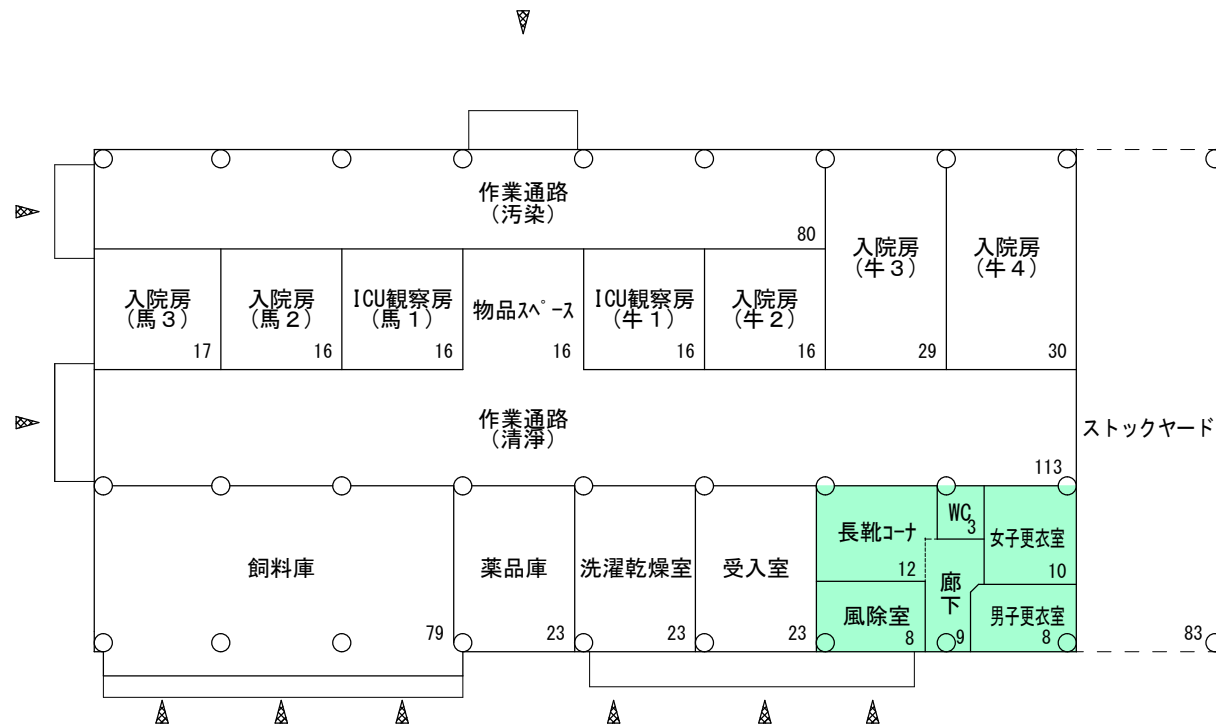 作業通路
（汚染）
80
入院房
（馬３）
17
入院房
（馬２）
16
ICU観察房
（馬１）
16
物品ｽﾍﾟｰｽ
16
ICU観察房
（牛１）
16
入院房
（牛２）
16
入院房
（牛３）
29
入院房
（牛４）
30
作業通路
（清浄）
113
ストックヤード
83
飼料庫
79
薬品庫
23
洗濯乾燥室
23
受入室
23
長靴ｺｰﾅ
12
WC
3
女子更衣室
10
風除室
8
廊
下
9
男子更衣室
8